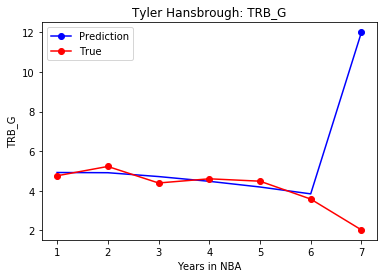 Tyler Hansbrough: TRB_G
Prediction
True
12
10
8
6
4
2
TRB_G
1 2 3 4 5 6 7
Years in NBA